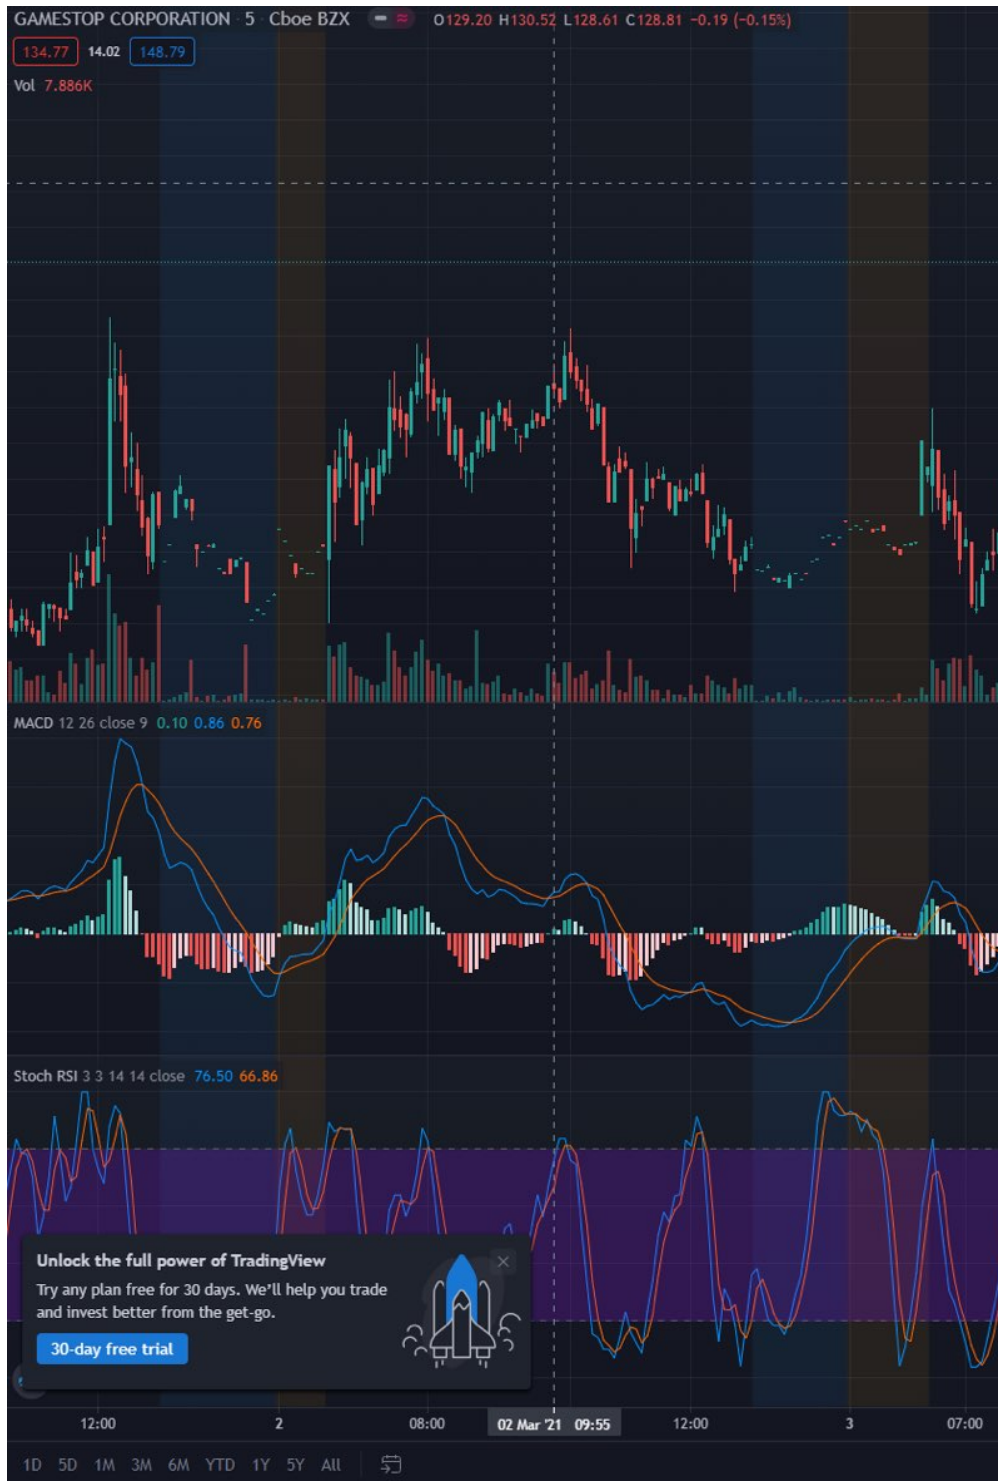 GAMESTOP CORPORATION 5 Cboe BZX O129.20 H130.52 L128.61 C128.81 −0.19 (−0.15%)
134.77 14.02 148.79
Vol 7.886K
MACD 12 26 close 9 0.10 0.86 0.76
Stoch RSI 3 3 14 14 close 76.50 66.86
Unlock the full power of TradingView
Try any plan free for 30 days. We'll help you trade
and invest better from the get-go.
30-day free trial
12:00 2 08:00 02 Mar '21 09:55 12:00 3 07:00
1D 5D 1M 3M 6M YTD 1Y 5Y All